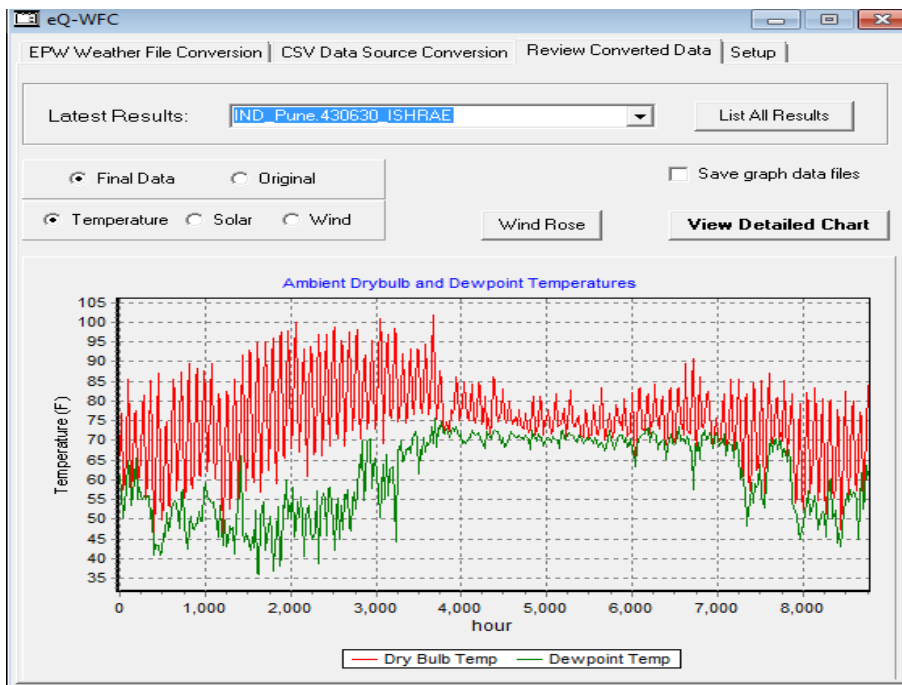 eQ-WFC
EPW Weather File Conversion CSV Data Source Conversion Review Converted Data Setup
Latest Results: IND_Pune.430630_ISHRAE List All Results
Final Data Original Save graph data files
Temperature Solar Wind Wind Rose View Detailed Chart
Ambient Drybulb and Dewpoint Temperatures
105
100
95
90
85
80
75
70
65
60
55
50
45
40
35
Temperature (F)
0 1,000 2,000 3,000 4,000 5,000 6,000 7,000 8,000
hour
Dry Bulb Temp Dewpoint Temp